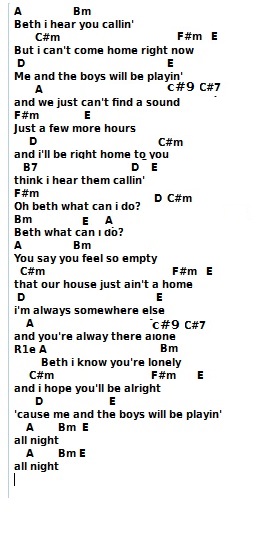 A Bm
Beth i hear you callin'
C#m F#m E
But i can't come home right now
D E
Me and the boys will be playin'
A c#9 C#7
and we just can't find a sound
F#m E
Just a few more hours
D C#m
and i'll be right home to you
B7 D E
think i hear them callin'
F#m D C#m
Oh beth what can i do?
Bm E A
Beth what can i do?
A Bm
You say you feel so empty
C#m F#m E
that our house just ain't a home
D E
i'm always somewhere else
A c#9 C#7
and you're alway there alone
R1e A Bm
Beth i know you're lonely
C#m F#m E
and i hope you'll be alright
D E
'cause me and the boys will be playin'
A Bm E
all night
A Bm E
all night